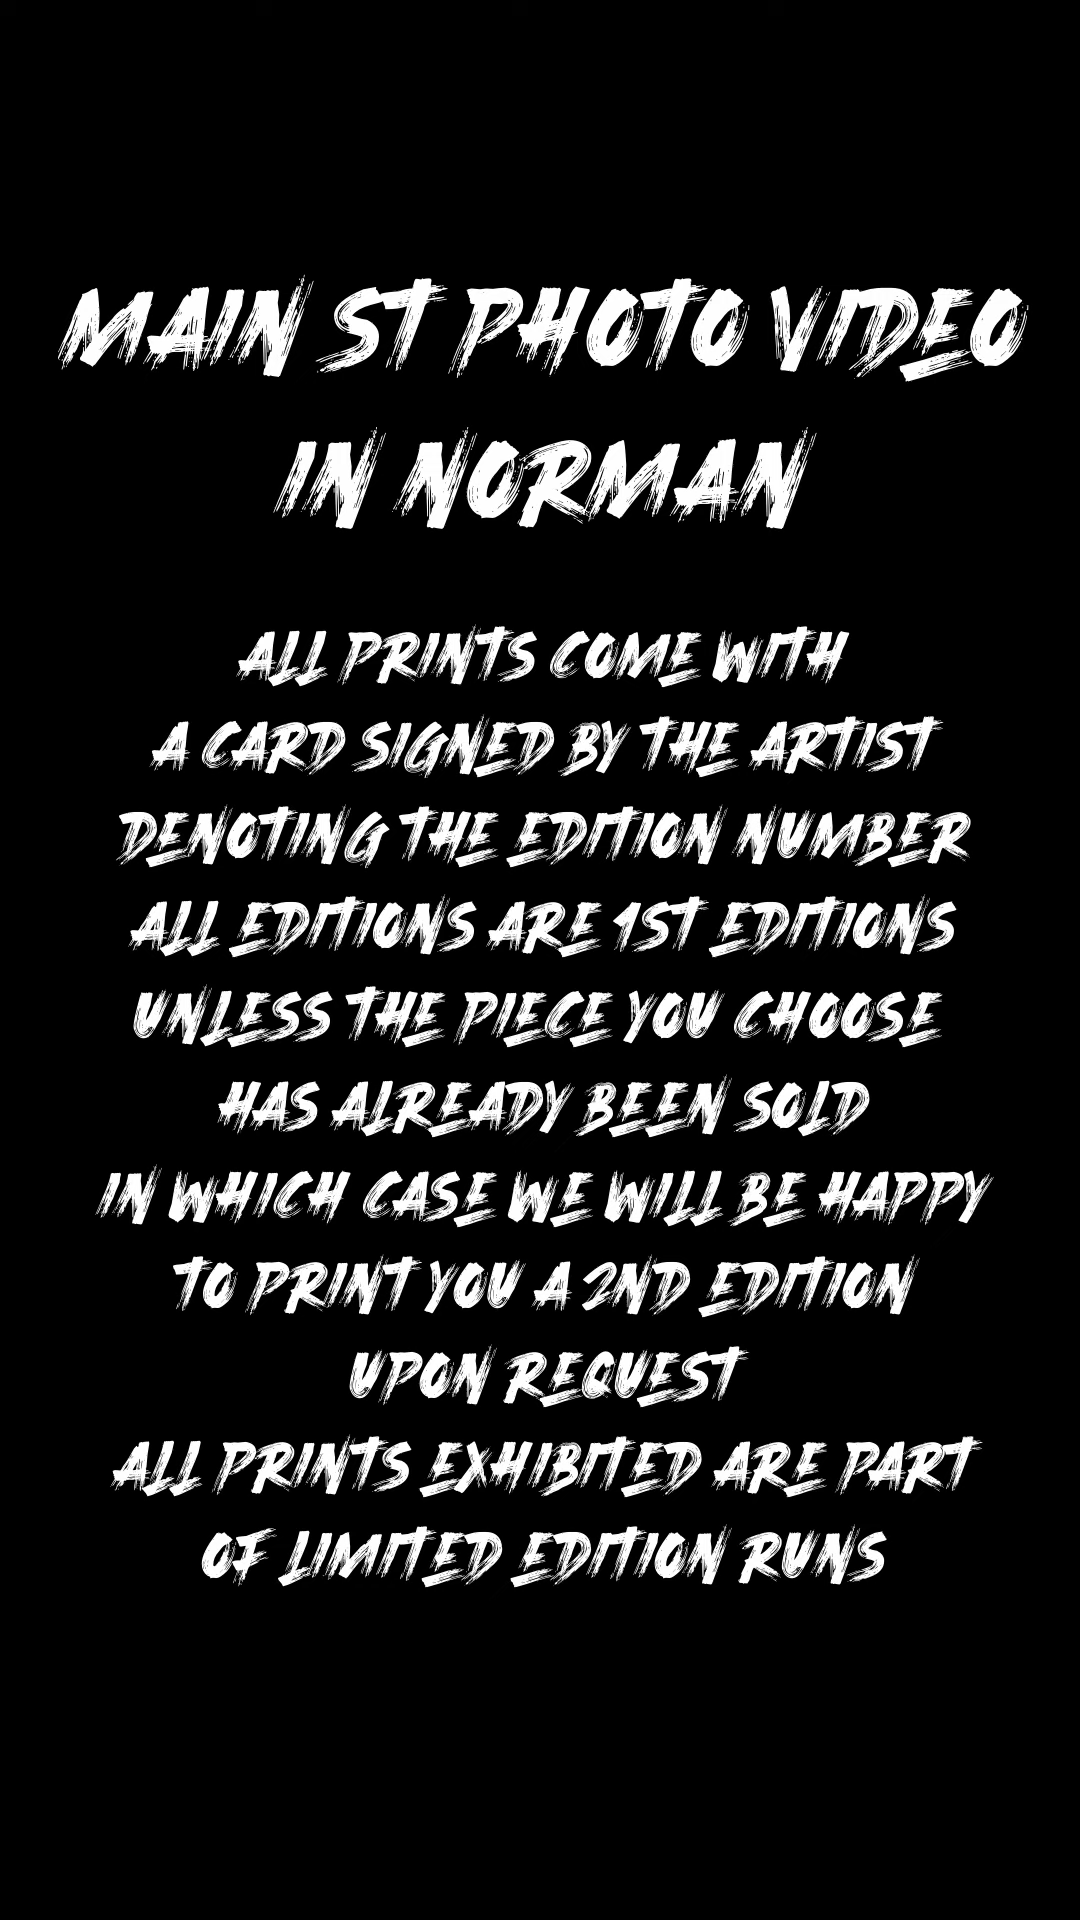 MAIN ST PHOTO VIDEO
IN NORMAN
ALL PRINTS COME WITH
A CARD SIGNED BY THE ARTIST
DENOTING THE EDITION NUMBER
ALL EDITIONS ARE 1ST EDITIONS
UNLESS THE PIECE YOU CHOOSE
HAS ALREADY BEEN SOLD
IN WHICH CASE WE WILL BE HAPPY
TO PRINT YOU A 2ND EDITION
UPON REQUEST
ALL PRINTS EXHIBITED ARE PART
OF LIMITED EDITION RUNS